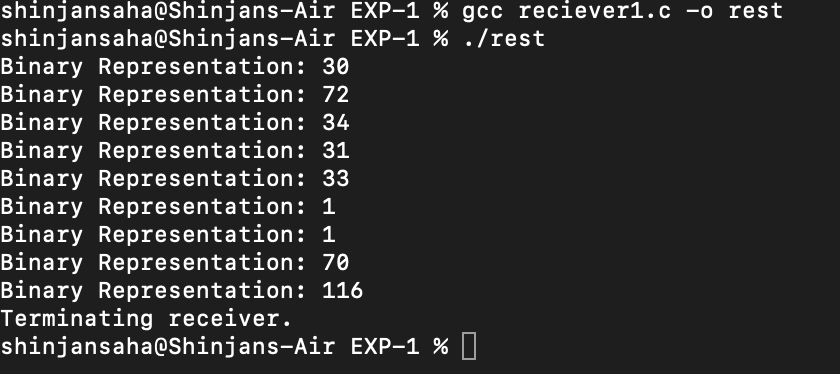 shinjansaha@Shinjans-Air EXP-1 % gcc reciever1.c -o rest
shinjansaha@Shinjans-Air EXP-1 % ./rest
Binary Representation: 30
Binary Representation: 72
Binary Representation: 34
Binary Representation: 31
Binary Representation: 33
Binary Representation: 1
Binary Representation: 1
Binary Representation: 70
Binary Representation: 116
Terminating receiver.
shinjansaha@Shinjans-Air EXP-1 %